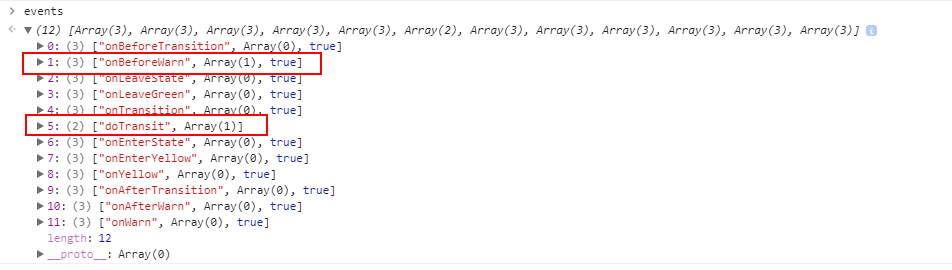 events
(12) [Array(3), Array(3), Array(3), Array(3), Array(3), Array(2), Array(3), Array(3), Array(3), Array(3), Array(3), Array(3)] i
0: (3) ["onBeforeTransition", Array(0), true]
1: (3) ["onBeforeWarn", Array(1), true]
2: (3) ["onLeaveState", Array(0), true]
3: (3) ["onLeaveGreen", Array(0), true]
4: (3) ["onTransition", Array(0), true]
5: (2) ["doTransit", Array(1)]
6: (3) ["onEnterState", Array(0), true]
7: (3) ["onEnterYellow", Array(0), true]
8: (3) ["onYellow", Array(0), true]
9: (3) ["onAfterTransition", Array(0), true]
10: (3) ["onAfterWarn", Array(0), true]
11: (3) ["onWarn", Array(0), true]
length: 12
__proto__: Array(0)